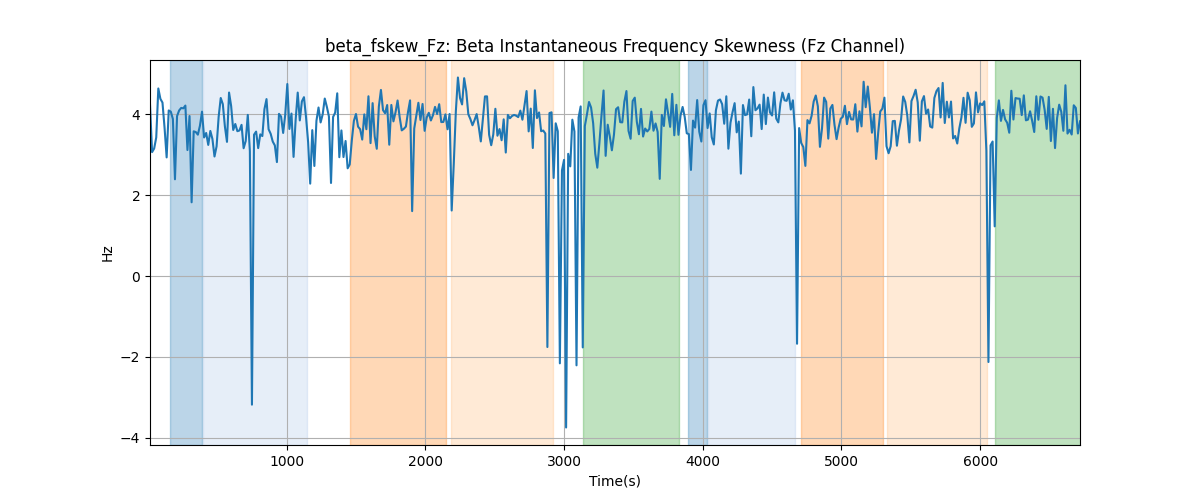 beta_fskew_Fz: Beta Instantaneous Frequency Skewness (Fz Channel)
Hz
4
2
0
−2
−4
1000 2000 3000 4000 5000 6000
Time(s)